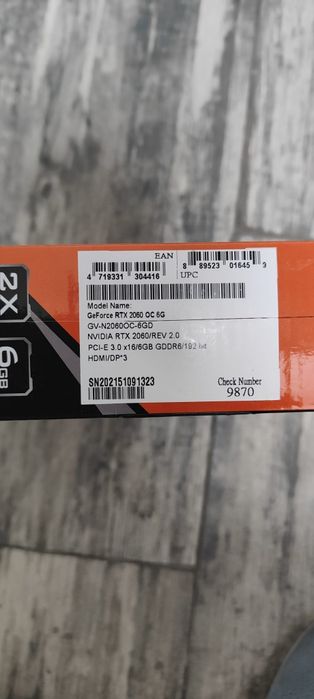 EAN
4 719331 304416
8 89523 01645 9
UPC
Model Name:
GeForce RTX 2060 OC 6G
GV-N2060OC-6GD
NVIDIA RTX 2060/REV 2.0
PCI-E 3.0 x16/6GB GDDR6/192 bit
HDMI/DP*3
SN202151091323
Check Number
9870
2X
6GB